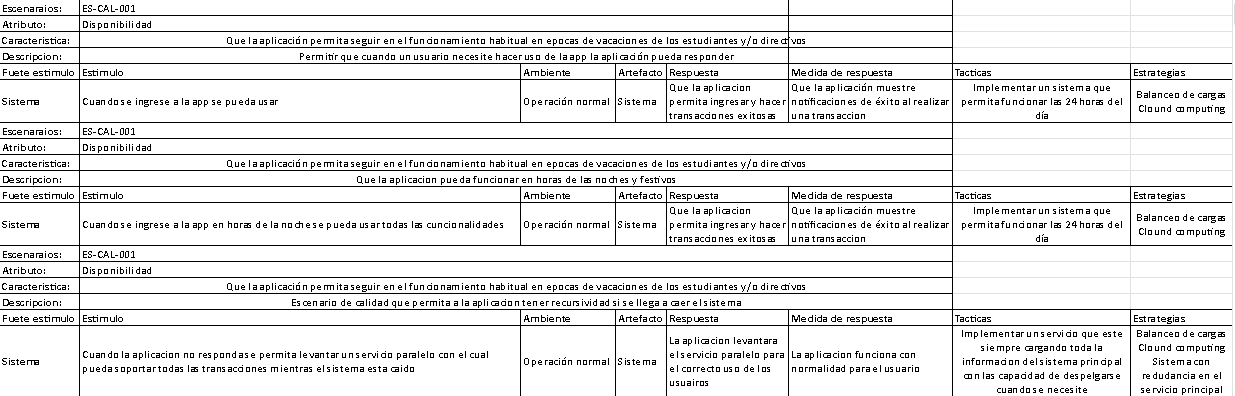 Escenaraios: ES-CAL-001
Atributo: Disponibilidad
Característica: Que la aplicación permita seguir en el funcionamiento habitual en epocas de vacaciones de los estudiantes y/o directivos
Descripcion: Permitir que cuando un usuario necesite hacer uso de la app la aplicación pueda responder
Fuete estimulo Estimulo Ambiente Artefacto Respuesta Medida de respuesta Tacticas Estrategias
Sistema Cuando se ingrese a la app se pueda usar Operación normal Sistema
Que la aplicacion
permita ingresar y hacer
transacciones exitosas
Que la aplicación muestre
notificaciones de éxito al realizar
una transaccion
Implementar un sistema que
permita funcionar las 24 horas del
día
Balanceo de cargas
Clound computing
Escenaraios: ES-CAL-001
Atributo: Disponibilidad
Característica: Que la aplicación permita seguir en el funcionamiento habitual en epocas de vacaciones de los estudiantes y/o directivos
Descripcion: Que la aplicacion pueda funcionar en horas de las noches y festivos
Fuete estimulo Estimulo Ambiente Artefacto Respuesta Medida de respuesta Tacticas Estrategias
Sistema Cuando se ingrese a la app en horas de la noche se pueda usar todas las cuncionalidades Operación normal Sistema
Que la aplicacion
permita ingresar y hacer
transacciones exitosas
Que la aplicación muestre
notificaciones de éxito al realizar
una transaccion
Implementar un sistema que
permita funcionar las 24 horas del
día
Balanceo de cargas
Clound computing
Escenaraios: ES-CAL-001
Atributo: Disponibilidad
Característica: Que la aplicación permita seguir en el funcionamiento habitual en epocas de vacaciones de los estudiantes y/o directivos
Descripcion: Escenario de calidad que permita a la aplicacion tener recursividad si se llega a caer el sistema
Fuete estimulo Estimulo Ambiente Artefacto Respuesta Medida de respuesta Tacticas Estrategias
Sistema
Cuando la aplicacion no responda se permita levantar un servicio paralelo con el cual
pueda soportar todas las transacciones mientras el sistema esta caido
Operación normal Sistema
La aplicacion levantara
el servicio paralelo para
el correcto uso de los
usuairos
La aplicacion funciona con
normalidad para el usuario
Implementar un servicio que este
siempre cargando toda la
informacion del sistema principal
con las capacidad de despelgarse
cuando se necesite
Balanceo de cargas
Clound computing
Sistema con
redudancia en el
servicio principal